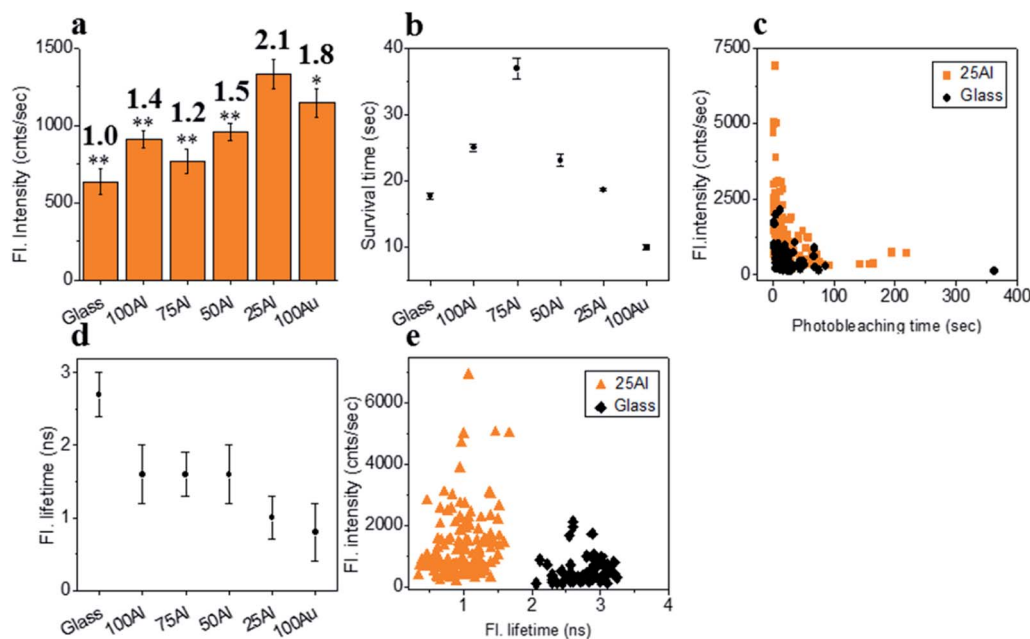 a
1500
1000
500
0
Fl. Intensity (cnts/sec)
1.0
**
1.4
**
1.2
**
1.5
**
2.1
1.8
*
Glass
100Al
75Al
50Al
25Al
100Au
b
40
30
20
10
Survival time (sec)
Glass
100Al
75Al
50Al
25Al
100Au
c
7500
5000
2500
0
Fl.intensity (cnts/sec)
25Al
Glass
0 100 200 300 400
Photobleaching time (sec)
d
3
2
1
0
Fl. lifetime (ns)
Glass
100Al
75Al
50Al
25Al
100Au
e
6000
4000
2000
0
Fl. intensity (cnts/sec)
25Al
Glass
1 2 3 4
Fl. lifetime (ns)